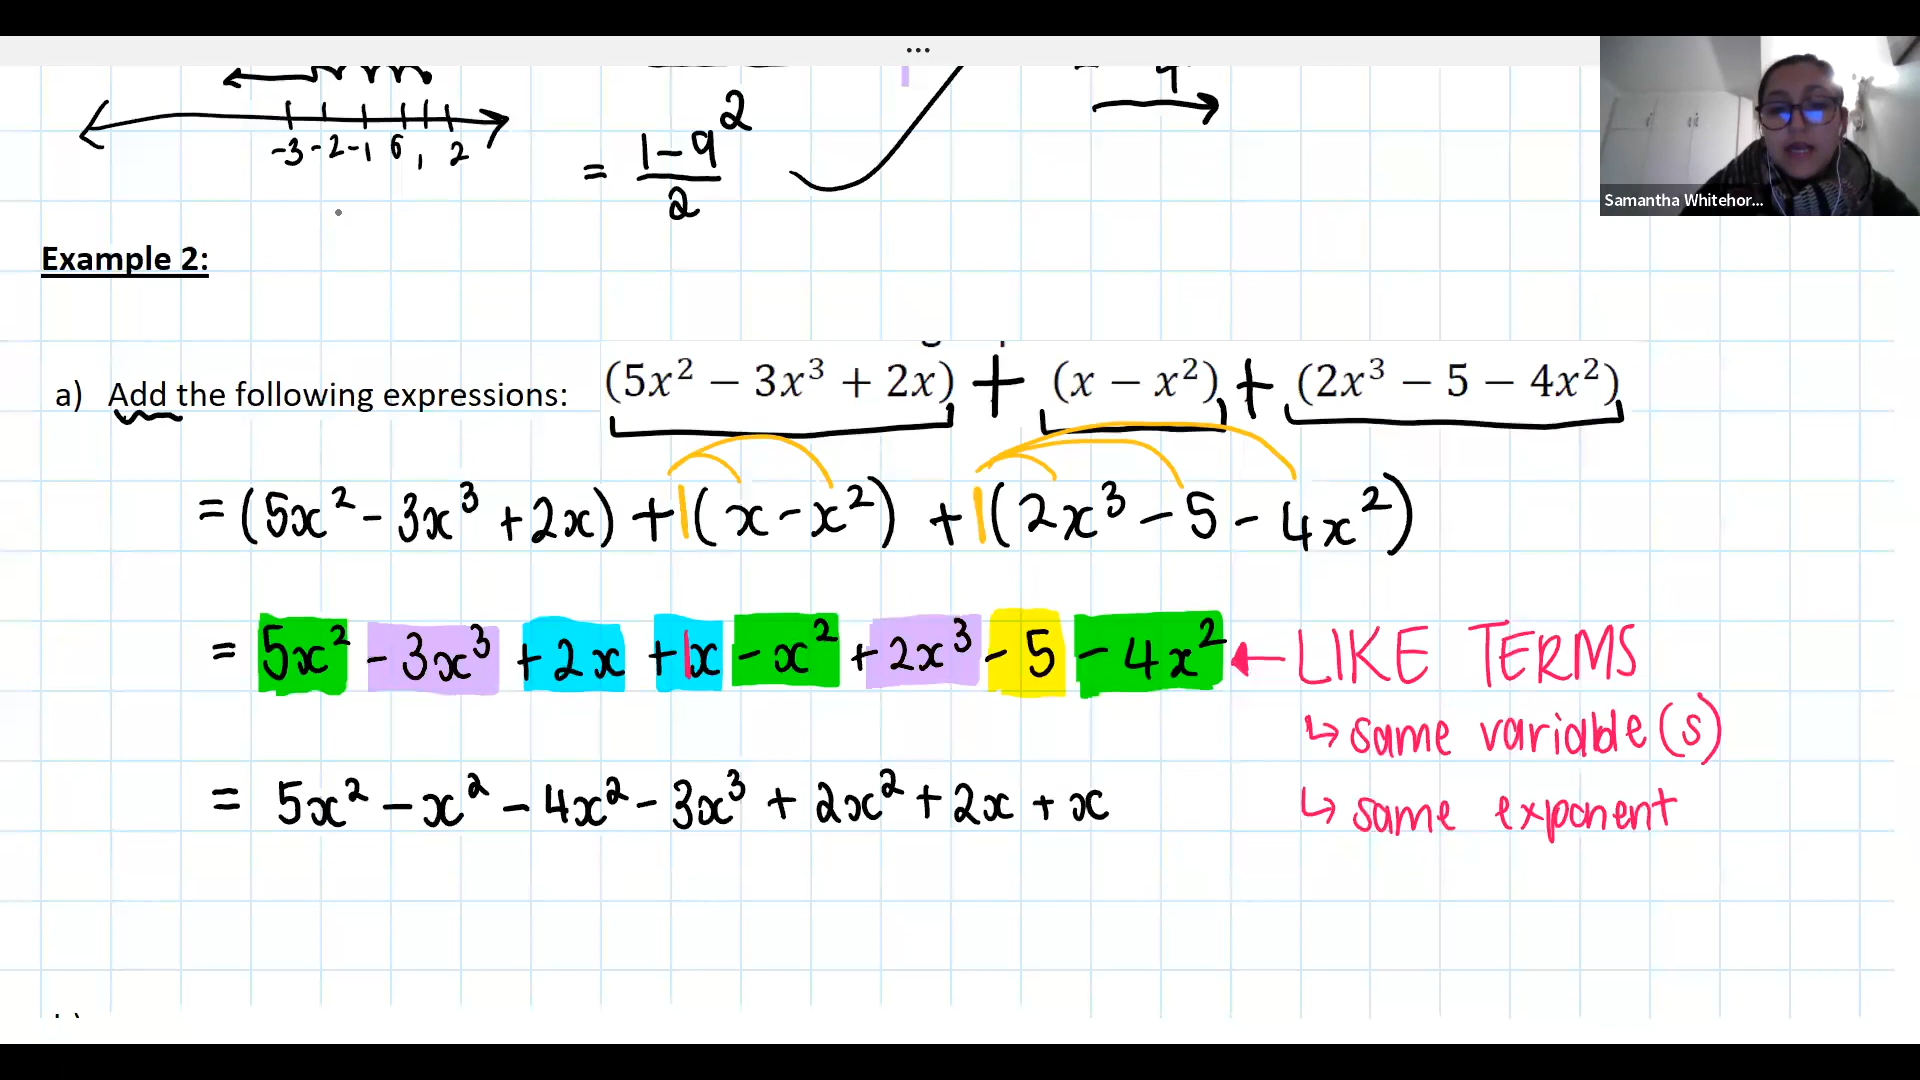 -3 -2 -1 0 1 2
= 1-9²/2
Example 2:
a) Add the following expressions: (5x² − 3x³ + 2x) + (x − x²) + (2x³ − 5 − 4x²)
= (5x² - 3x³ + 2x) + 1(x - x²) + 1(2x³ - 5 - 4x²)
= 5x² - 3x³ + 2x + 1x - x² + 2x³ - 5 - 4x² ← LIKE TERMS
↳ same variable(s)
= 5x² - x² - 4x² - 3x³ + 2x² + 2x + x
↳ same exponent
Samantha Whitehor...